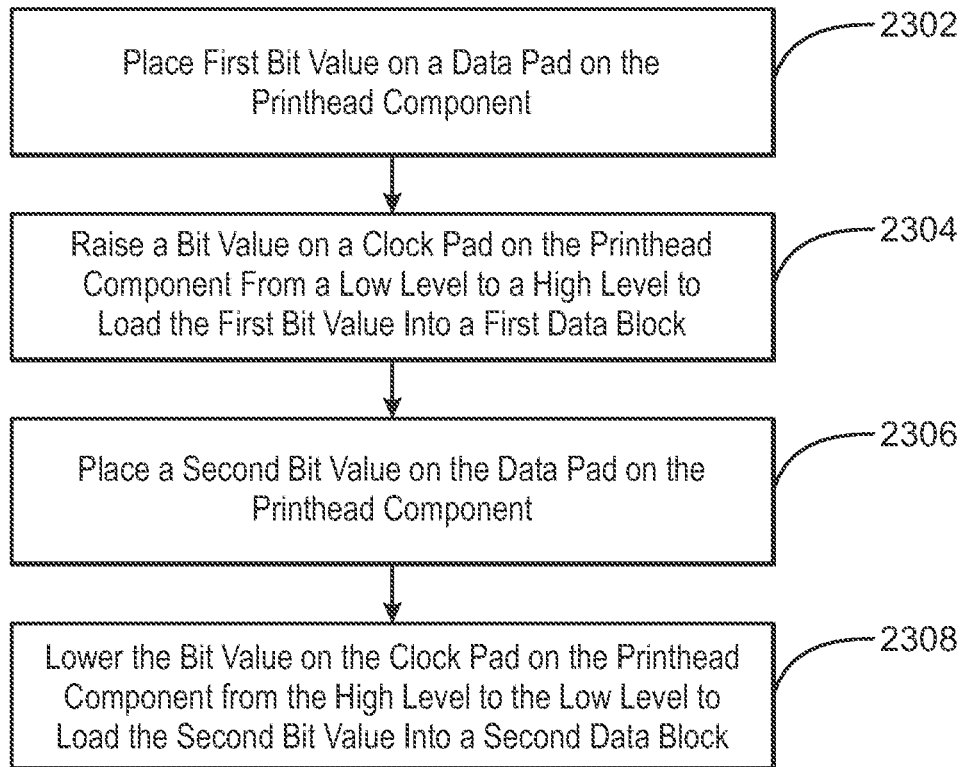 Place First Bit Value on a Data Pad on the
Printhead Component
2302
Raise a Bit Value on a Clock Pad on the Printhead
Component From a Low Level to a High Level to
Load the First Bit Value Into a First Data Block
2304
Place a Second Bit Value on the Data Pad on the
Printhead Component
2306
Lower the Bit Value on the Clock Pad on the Printhead
Component from the High Level to the Low Level to
Load the Second Bit Value Into a Second Data Block
2308